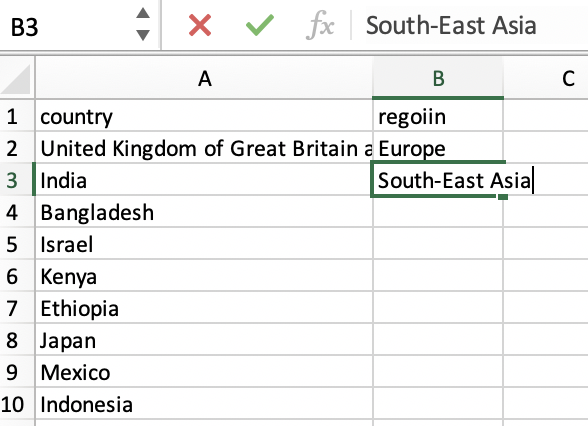 B3 fx South-East Asia
A B C
1 country regoiin
2 United Kingdom of Great Britain a Europe
3 India South-East Asia
4 Bangladesh
5 Israel
6 Kenya
7 Ethiopia
8 Japan
9 Mexico
10 Indonesia